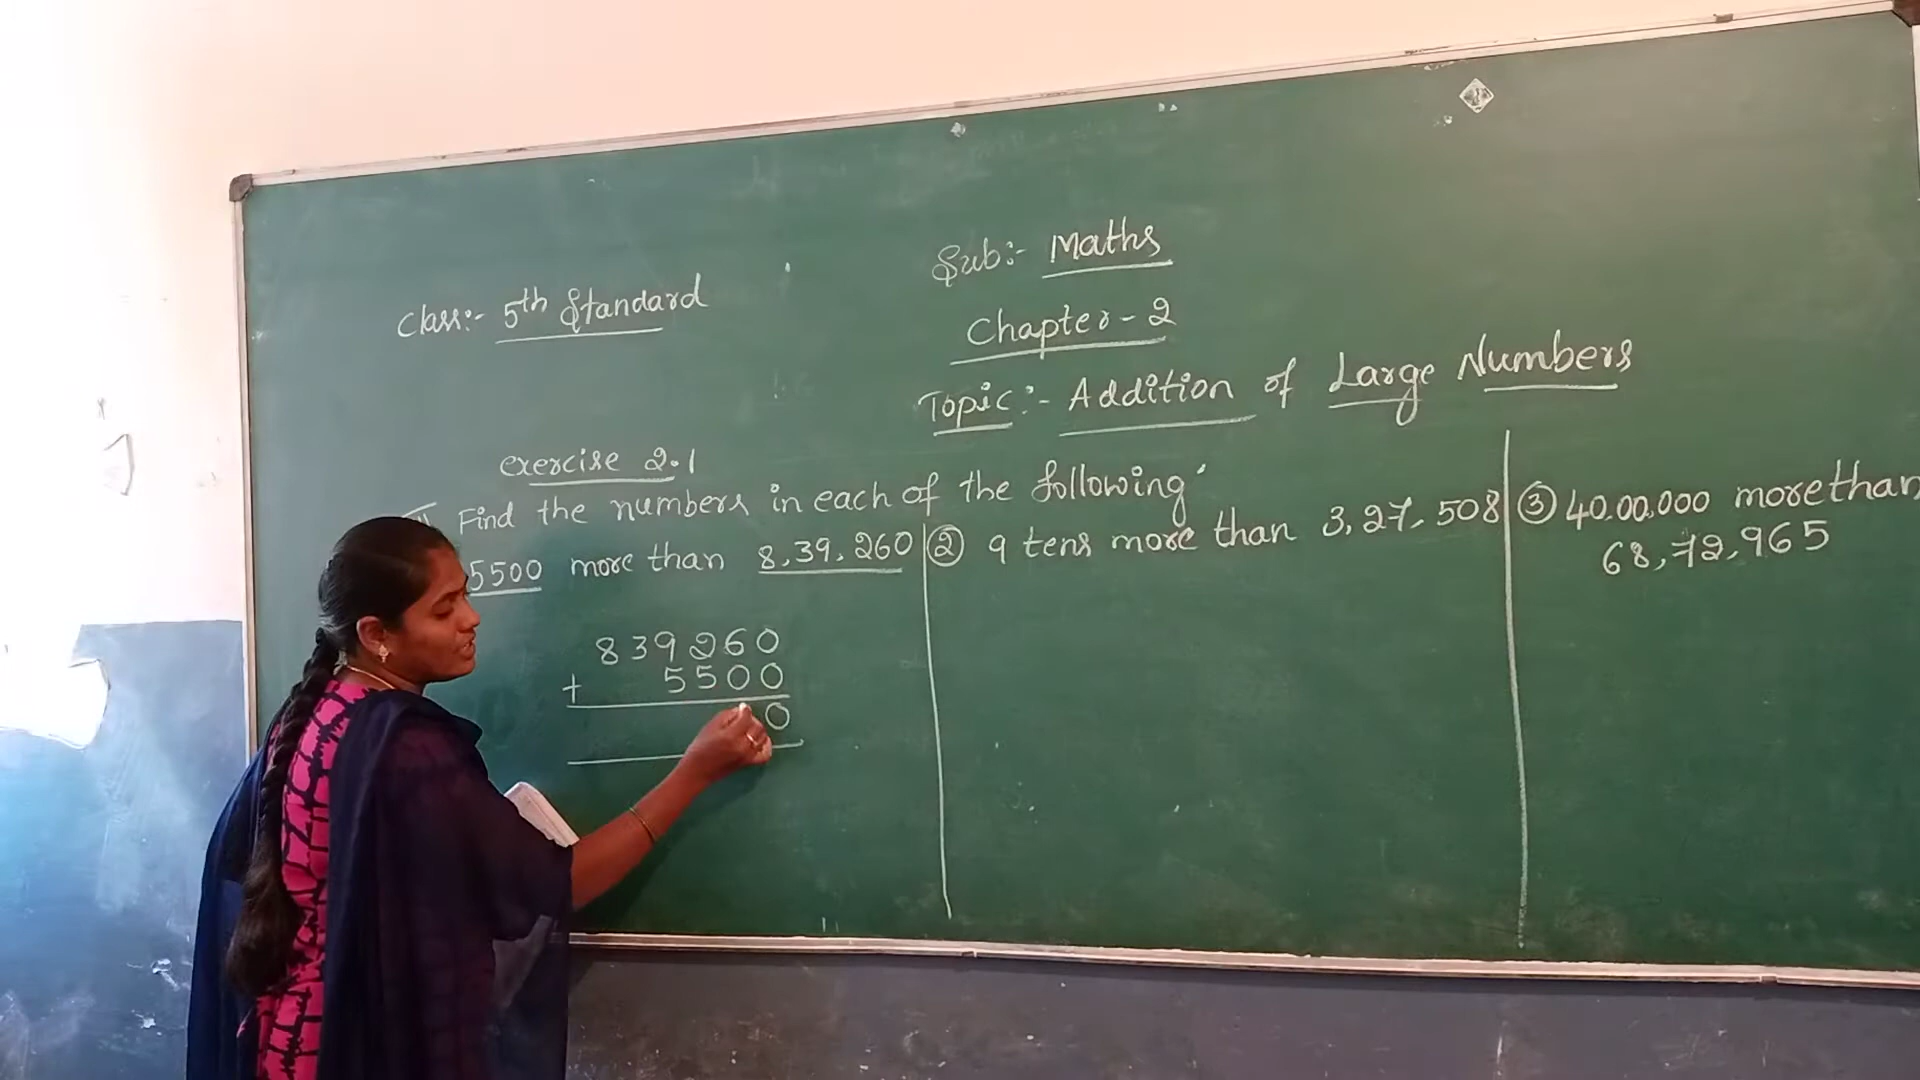 Class:- 5th Standard
Sub:- Maths
Chapter-2
Topic:- Addition of Large Numbers
exercise 2.1
Find the numbers in each of the following
5500 more than 8,39,260
839260
+ 5500
0
② 9 tens more than 3,27,508
③ 40,00,000 more than
68,72,965